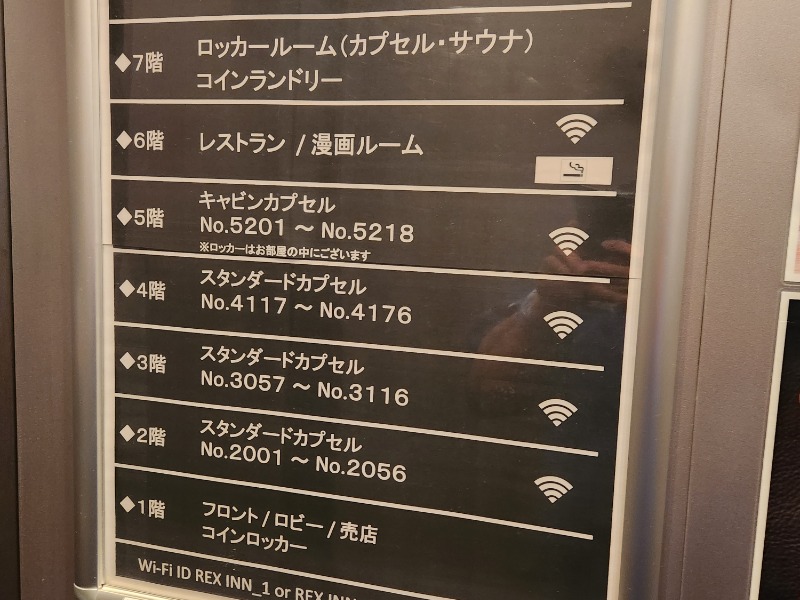 ◆7階 ロッカールーム(カプセル・サウナ)
コインランドリー
◆6階 レストラン / 漫画ルーム
◆5階 キャビンカプセル
No.5201 ~ No.5218
※ロッカーはお部屋の中にございます
◆4階 スタンダードカプセル
No.4117 ~ No.4176
◆3階 スタンダードカプセル
No.3057 ~ No.3116
◆2階 スタンダードカプセル
No.2001 ~ No.2056
◆1階 フロント / ロビー / 売店
コインロッカー
Wi-Fi ID REX INN_1 or REX INN